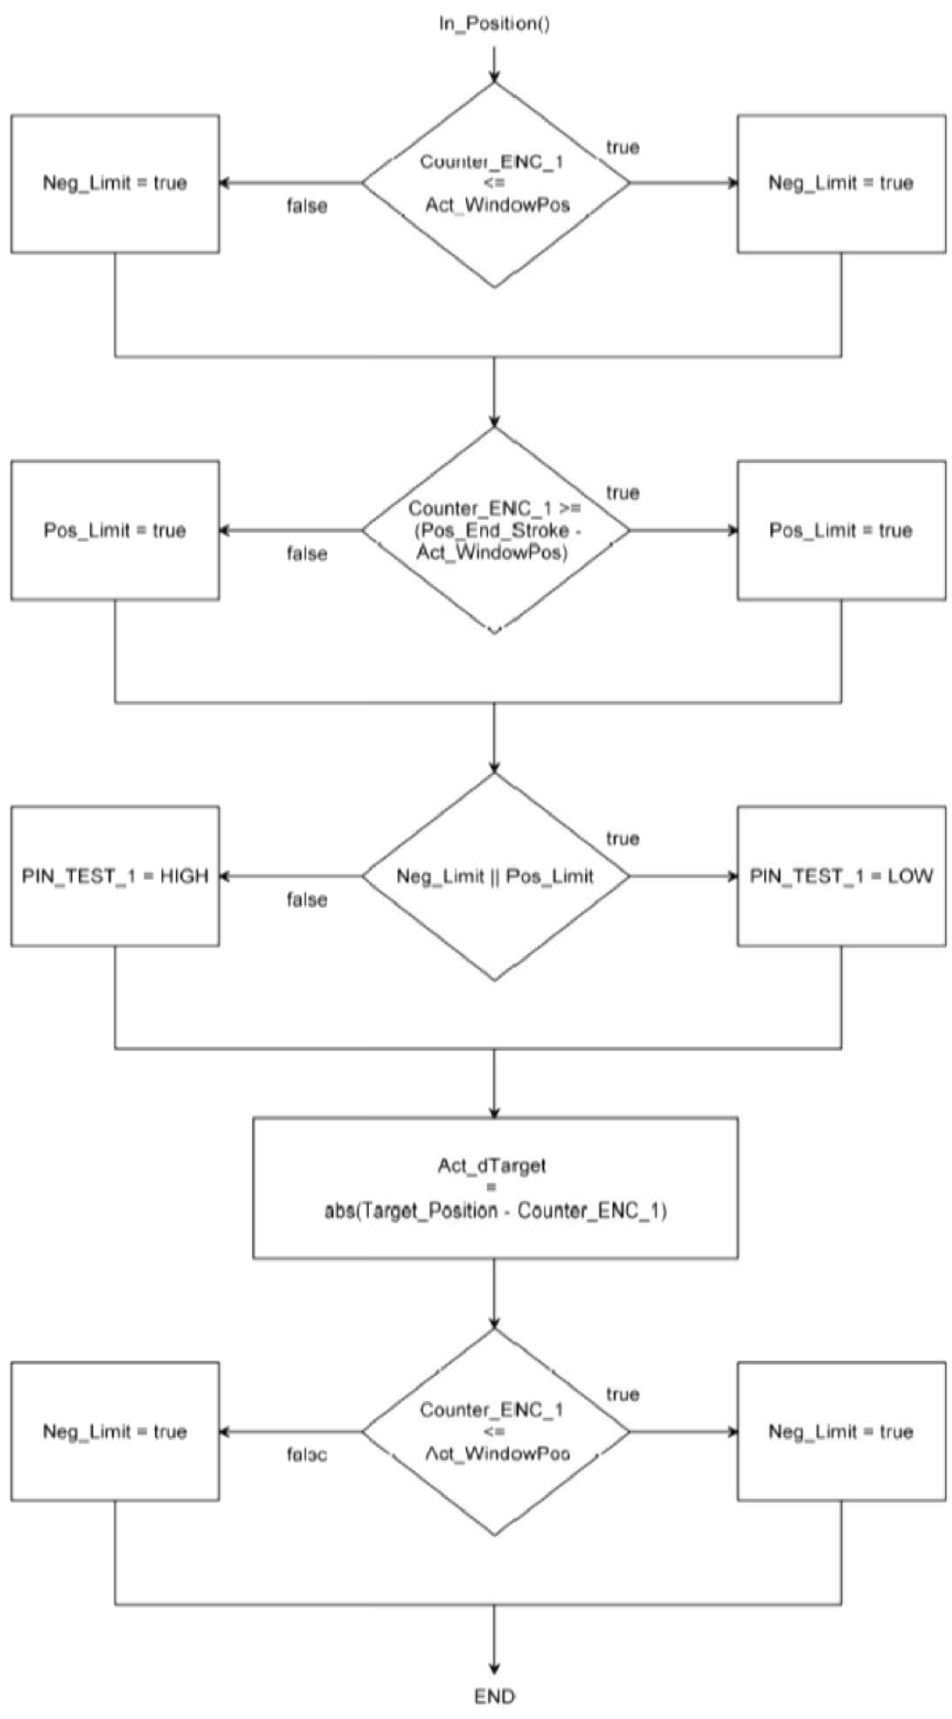 In_Position()
true
Counter_ENC_1
<=
Act_WindowPos
Neg_Limit = true
false
Neg_Limit = true
true
Counter_ENC_1 >=
(Pos_End_Stroke -
Act_WindowPos)
Pos_Limit = true
false
Pos_Limit = true
true
Neg_Limit || Pos_Limit
PIN_TEST_1 = HIGH
false
PIN_TEST_1 = LOW
Act_dTarget
=
abs(Target_Position - Counter_ENC_1)
true
Counter_ENC_1
<=
Act_WindowPos
Neg_Limit = true
false
Neg_Limit = true
END